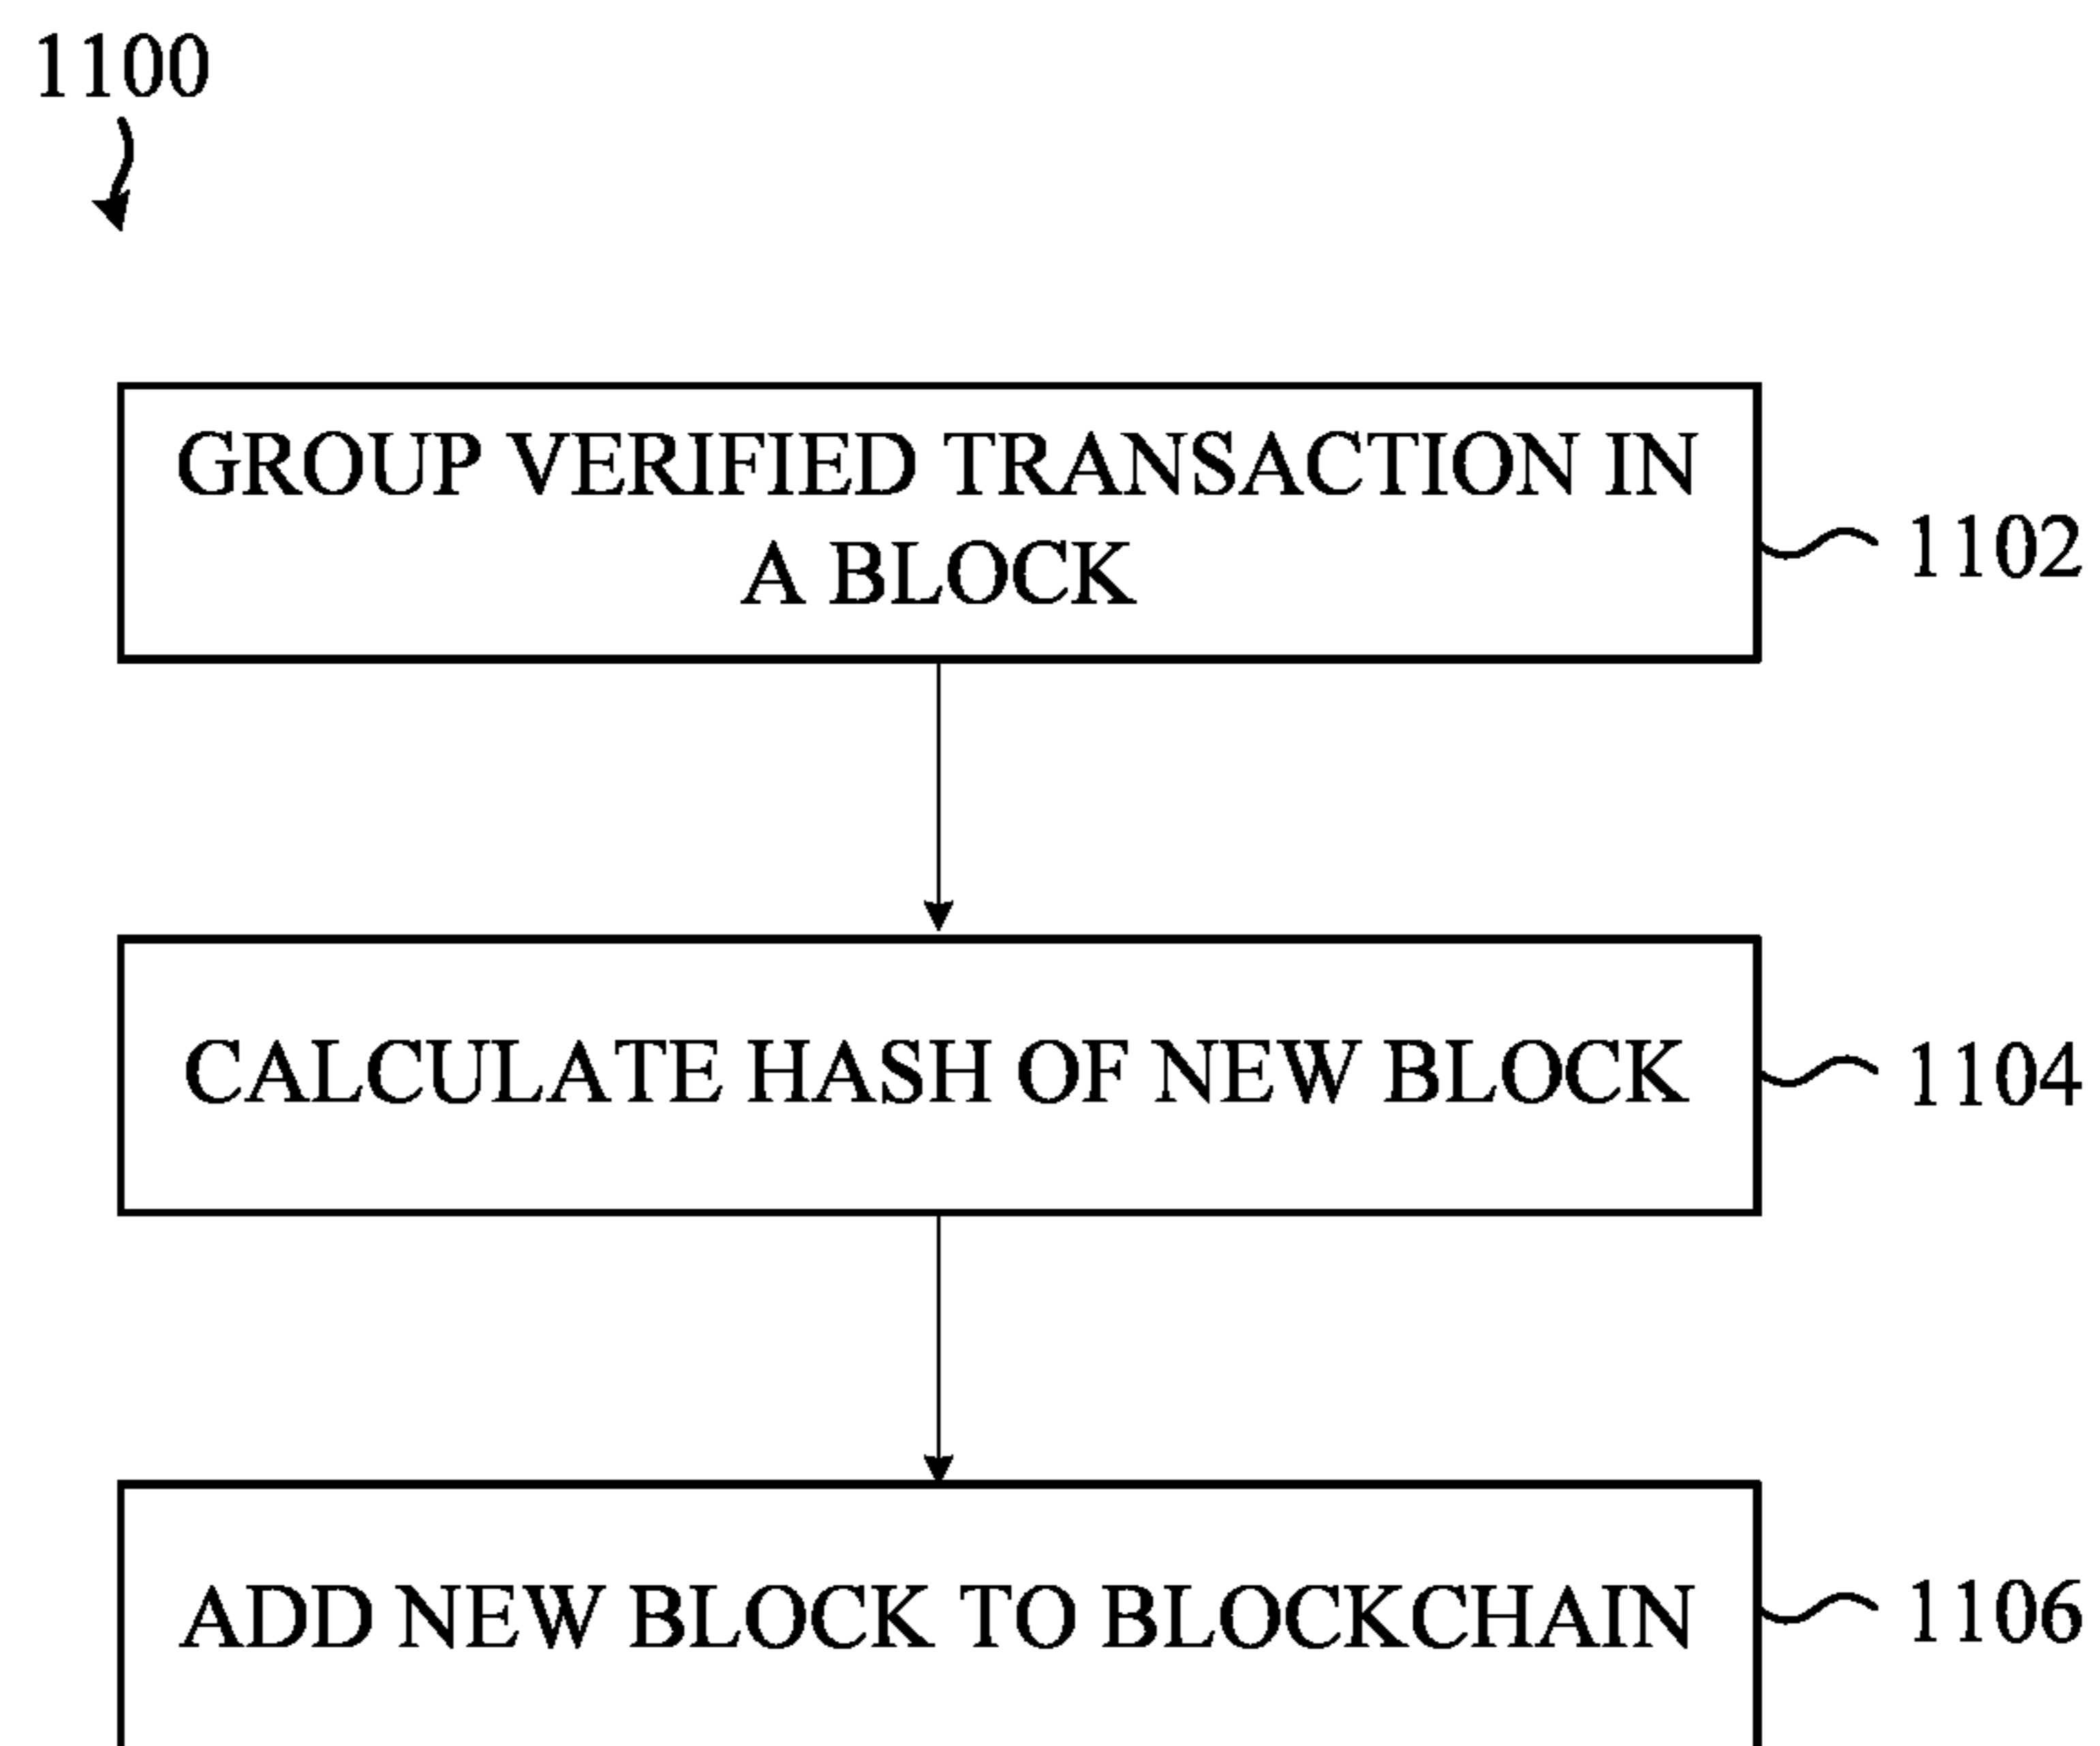 1100
GROUP VERIFIED TRANSACTION IN
A BLOCK
1102
CALCULATE HASH OF NEW BLOCK
1104
ADD NEW BLOCK TO BLOCKCHAIN
1106